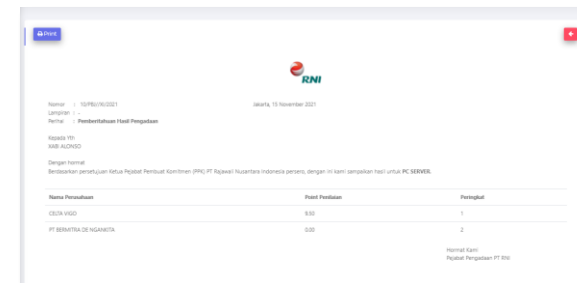 Print
RNI
Nomor : 10/PBJ/XI/2021 Jakarta, 15 November 2021
Lampiran : -
Perihal : Pemberitahuan Hasil Pengadaan
Kepada Yth
XABI ALONSO
Dengan hormat
Berdasarkan persetujuan Ketua Pejabat Pembuat Komitmen (PPK) PT Rajawali Nusantara Indonesia persero, dengan ini kami sampaikan hasil untuk PC SERVER.
Nama Perusahaan Point Penilaian Peringkat
CELTA VIGO 9.00 1
PT BERMITRA DE NGANKITA 0.00 2
Hormat Kami
Pejabat Pengadaan PT RNI